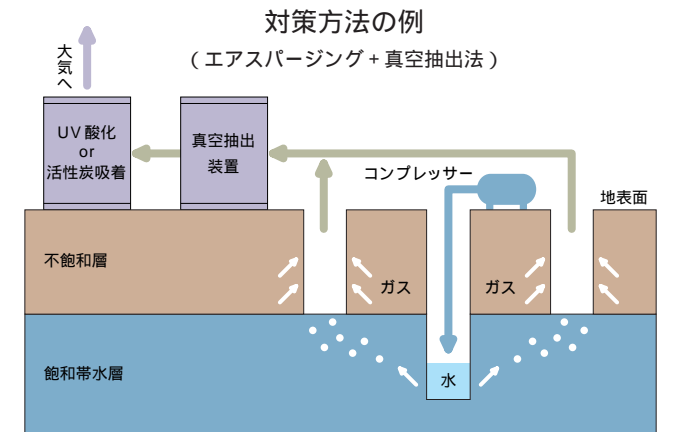 対策方法の例
（エアスパージング＋真空抽出法）
大気へ
UV 酸化
or
活性炭吸着
真空抽出
装置
コンプレッサー
地表面
不飽和層
ガス
ガス
飽和帯水層
水